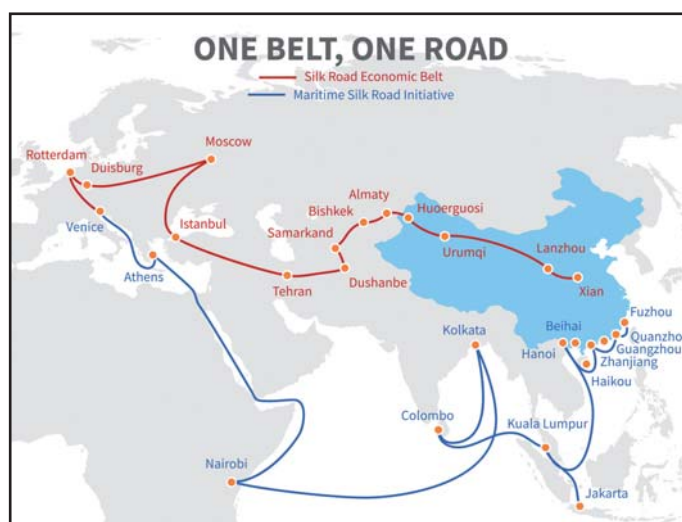 ONE BELT, ONE ROAD
Silk Road Economic Belt
Maritime Silk Road Initiative
Moscow
Rotterdam
Duisburg
Almaty
Huoerguosi
Bishkek
Venice
Istanbul
Samarkand
Lanzhou
Urumqi
Athens
Tehran
Dushanbe
Xian
Fuzhou
Kolkata
Beihai
Quanzho
Hanoi
Guangzhou
Zhanjiang
Haikou
Colombo
Kuala Lumpur
Nairobi
Jakarta